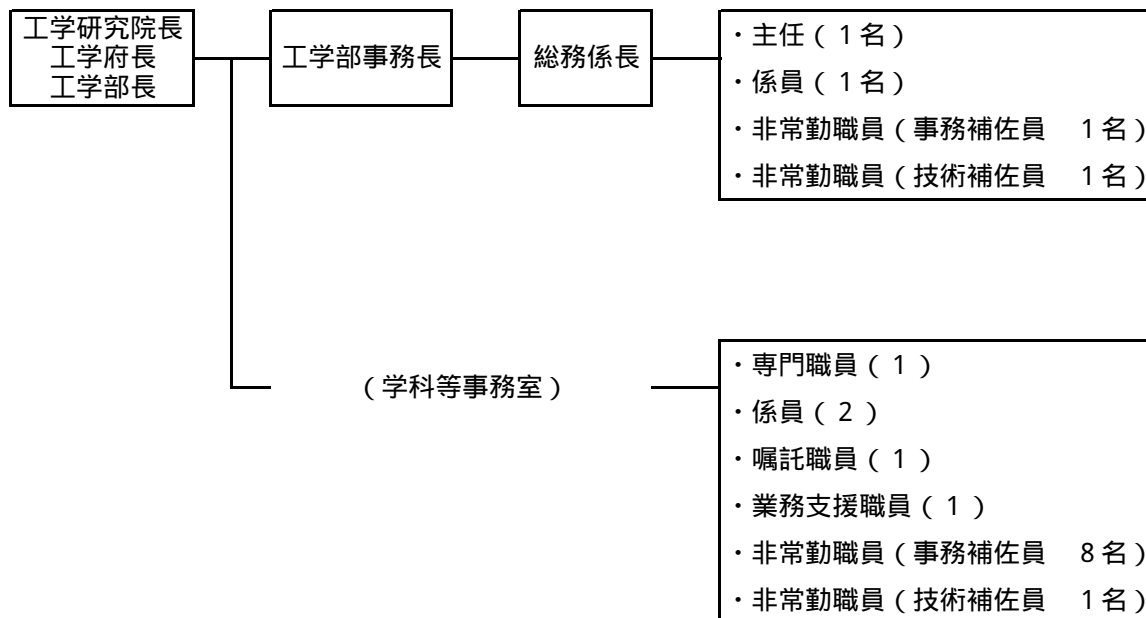 工学研究院長
工学府長
工学部長
工学部事務長
総務係長
・主任(1名)
・係員(1名)
・非常勤職員(事務補佐員 1名)
・非常勤職員(技術補佐員 1名)
(学科等事務室)
・専門職員(1)
・係員(2)
・嘱託職員(1)
・業務支援職員(1)
・非常勤職員(事務補佐員 8名)
・非常勤職員(技術補佐員 1名)